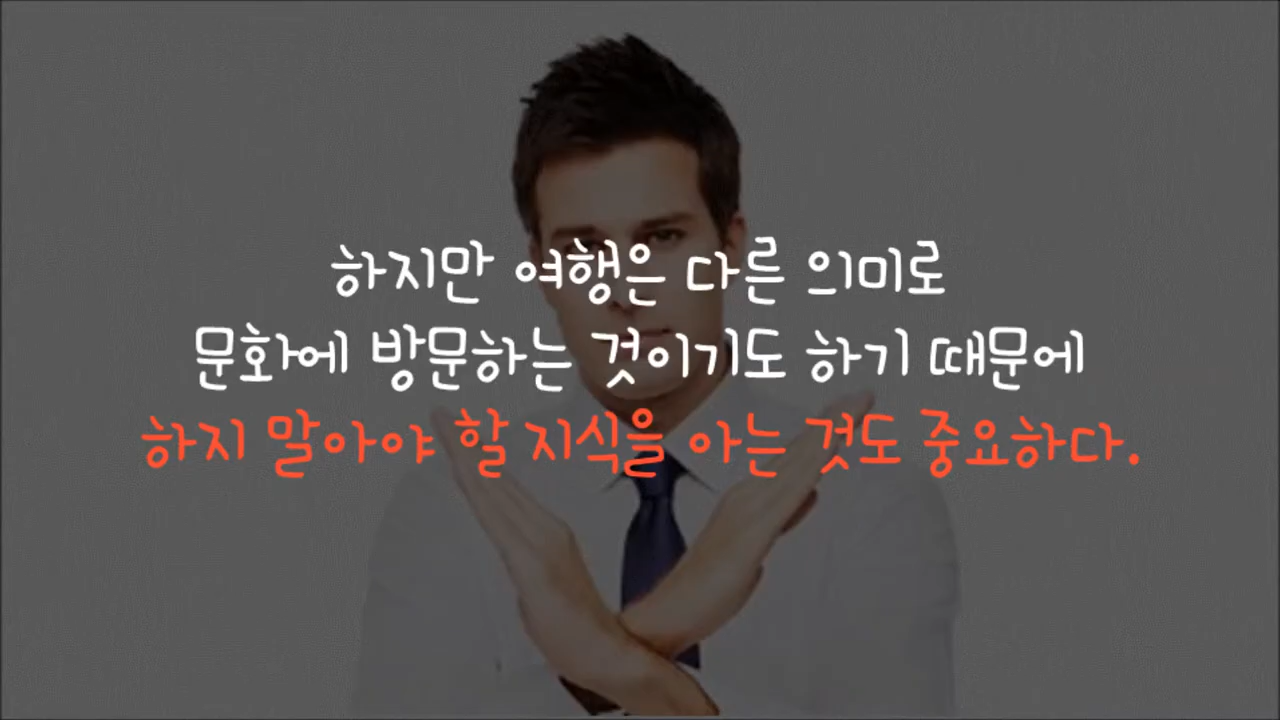 하지만 여행은 다른 의미로
문화에 방문하는 것이기도 하기 때문에
하지 말아야 할 지식을 아는 것도 중요하다.